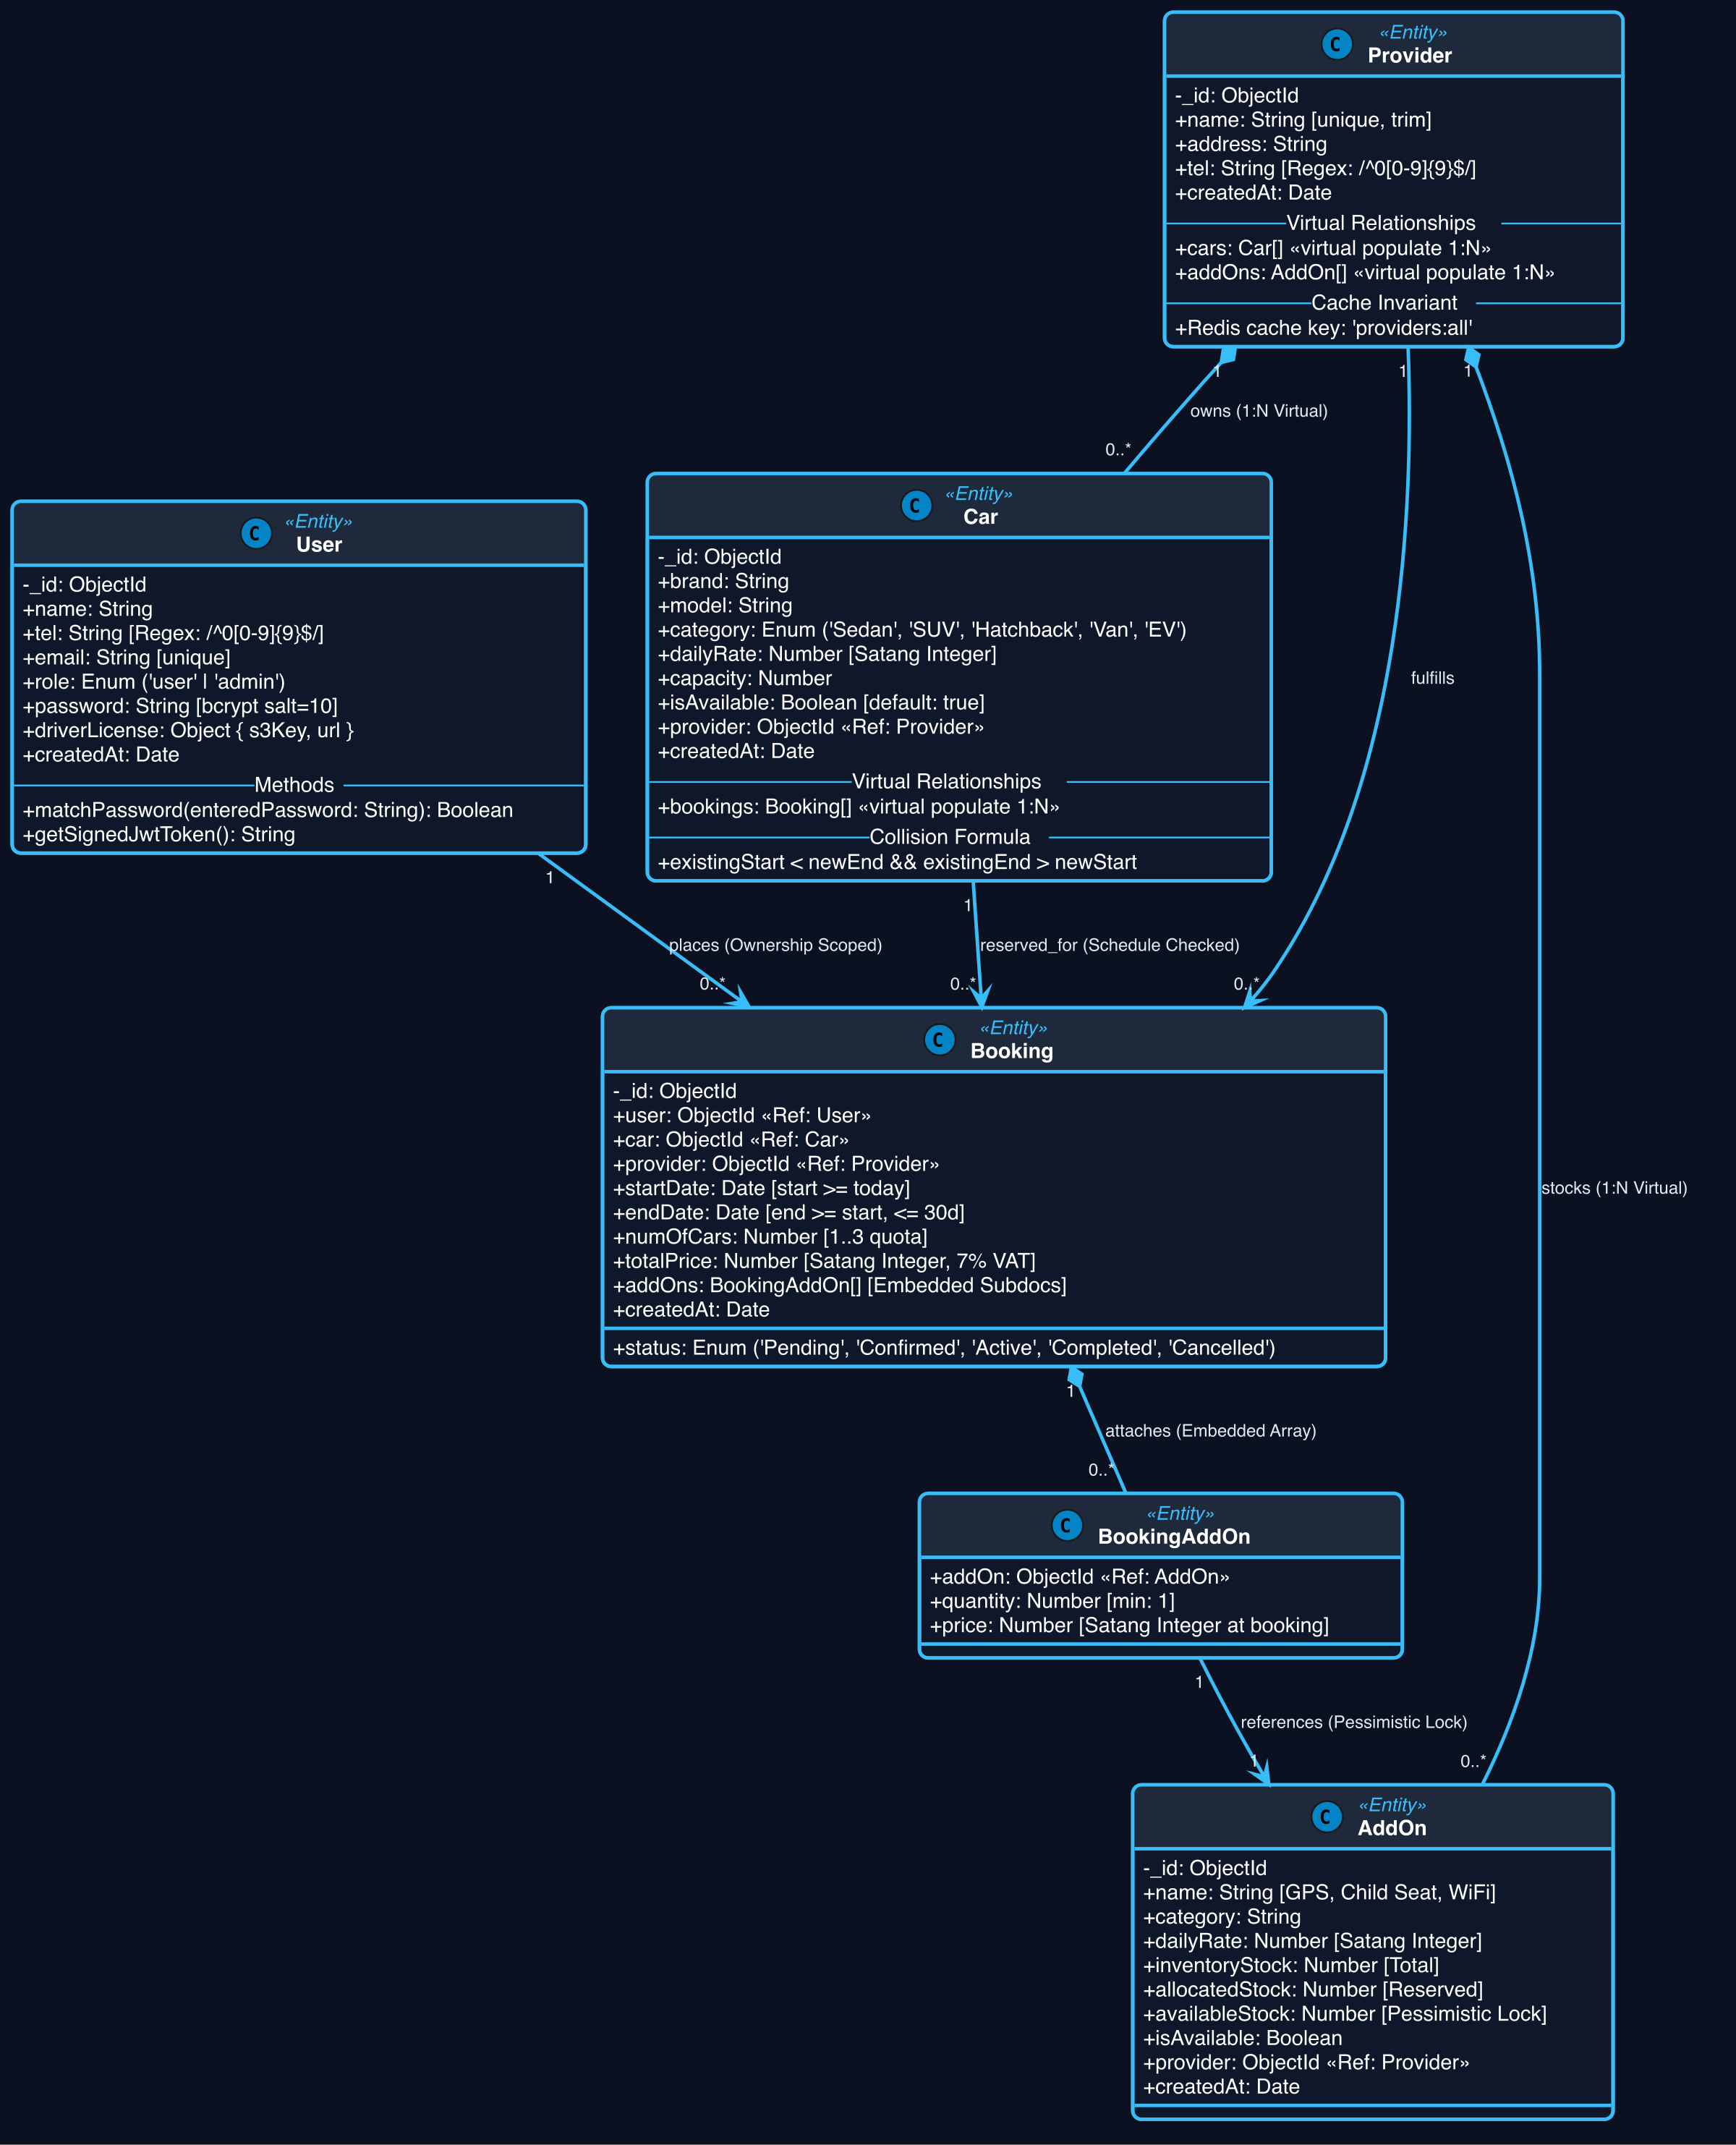 «Entity»
C
Provider
-_id: ObjectId
+name: String [unique, trim]
+address: String
+tel: String [Regex: /^0[0-9]{9}$/]
+createdAt: Date
Virtual Relationships
+cars: Car[] «virtual populate 1:N»
+addOns: AddOn[] «virtual populate 1:N»
Cache Invariant
+Redis cache key: 'providers:all'
1
1
1
owns (1:N Virtual)
0..*
«Entity»
C
User
-_id: ObjectId
+name: String
+tel: String [Regex: /^0[0-9]{9}$/]
+email: String [unique]
+role: Enum ('user' | 'admin')
+password: String [bcrypt salt=10]
+driverLicense: Object { s3Key, url }
+createdAt: Date
Methods
+matchPassword(enteredPassword: String): Boolean
+getSignedJwtToken(): String
«Entity»
C
Car
-_id: ObjectId
+brand: String
+model: String
+category: Enum ('Sedan', 'SUV', 'Hatchback', 'Van', 'EV')
+dailyRate: Number [Satang Integer]
+capacity: Number
+isAvailable: Boolean [default: true]
+provider: ObjectId «Ref: Provider»
+createdAt: Date
Virtual Relationships
+bookings: Booking[] «virtual populate 1:N»
Collision Formula
+existingStart < newEnd && existingEnd > newStart
fulfills
1
1
places (Ownership Scoped)
reserved_for (Schedule Checked)
0..*
0..*
0..*
«Entity»
C
Booking
-_id: ObjectId
+user: ObjectId «Ref: User»
+car: ObjectId «Ref: Car»
+provider: ObjectId «Ref: Provider»
+startDate: Date [start >= today]
+endDate: Date [end >= start, <= 30d]
+numOfCars: Number [1..3 quota]
+totalPrice: Number [Satang Integer, 7% VAT]
+addOns: BookingAddOn[] [Embedded Subdocs]
+createdAt: Date
+status: Enum ('Pending', 'Confirmed', 'Active', 'Completed', 'Cancelled')
stocks (1:N Virtual)
1
attaches (Embedded Array)
0..*
«Entity»
C
BookingAddOn
+addOn: ObjectId «Ref: AddOn»
+quantity: Number [min: 1]
+price: Number [Satang Integer at booking]
1
references (Pessimistic Lock)
1
0..*
«Entity»
C
AddOn
-_id: ObjectId
+name: String [GPS, Child Seat, WiFi]
+category: String
+dailyRate: Number [Satang Integer]
+inventoryStock: Number [Total]
+allocatedStock: Number [Reserved]
+availableStock: Number [Pessimistic Lock]
+isAvailable: Boolean
+provider: ObjectId «Ref: Provider»
+createdAt: Date